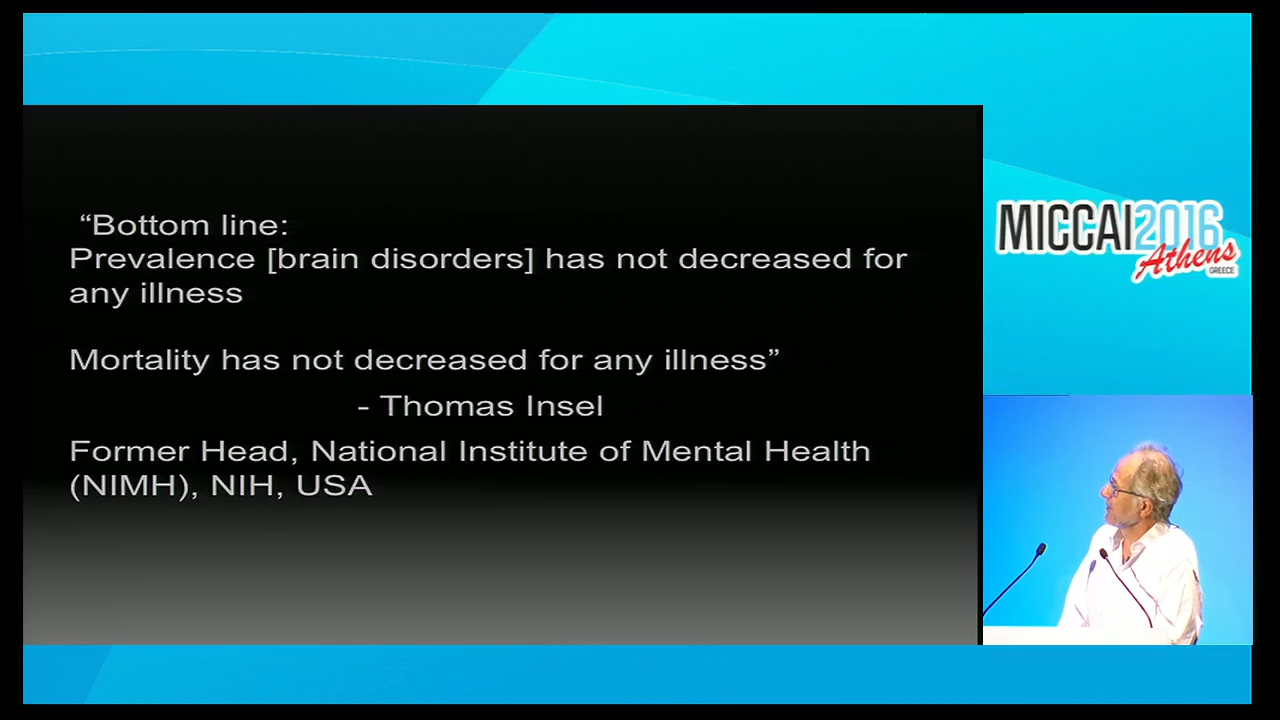 “Bottom line:
Prevalence [brain disorders] has not decreased for
any illness
Mortality has not decreased for any illness”
- Thomas Insel
Former Head, National Institute of Mental Health
(NIMH), NIH, USA
MICCAI2016
Athens
GREECE